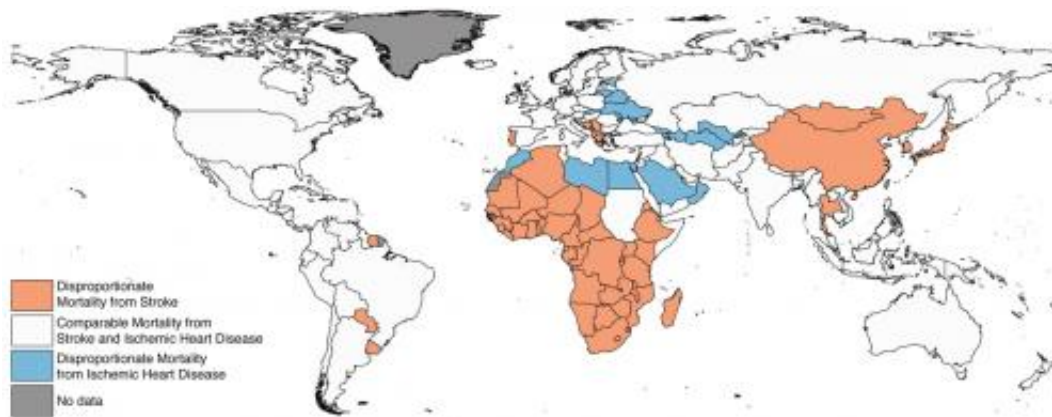 Disproportionate
Mortality from Stroke
Comparable Mortality from
Stroke and Ischemic Heart Disease
Disproportionate Mortality
from Ischemic Heart Disease
No data